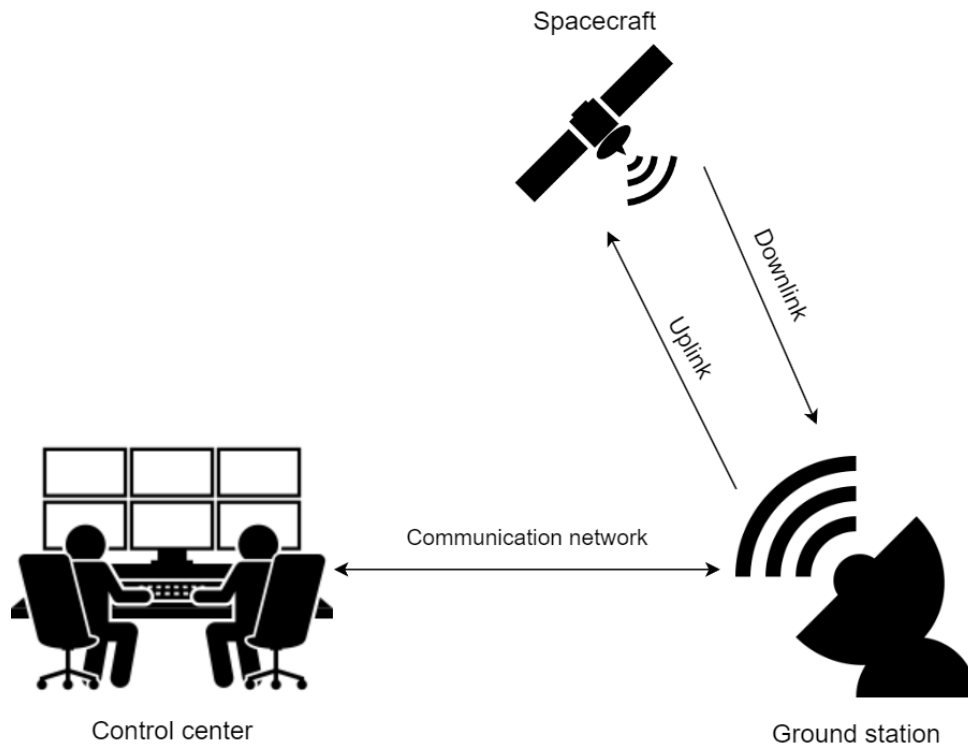 Spacecraft
Downlink
Uplink
Communication network
Control center
Ground station